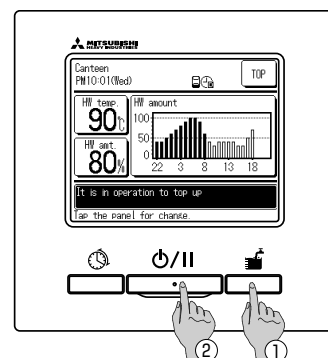 MITSUBISHI
HEAVY INDUSTRIES
Canteen
PM10:01(Wed)
TOP
HW temp.
90℃
HW amount
100
50
0
22 3 8 13 18
HW amt.
80%
It is in operation to top up
Tap the panel for change.
2
1